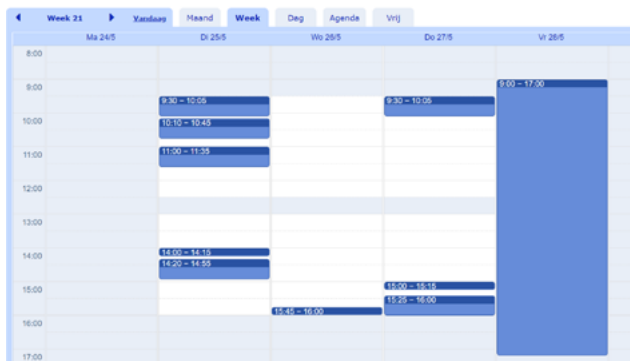 Week 21 Vandaag Maand Week Dag Agenda Vrij
Ma 24/5 Di 25/5 Wo 26/5 Do 27/5 Vr 28/5
8:00
9:00
9:00 – 17:00
9:30 – 10:05 9:30 – 10:05
10:00
10:10 – 10:45
11:00
11:00 – 11:35
12:00
13:00
14:00
14:00 – 14:15
14:20 – 14:55
15:00
15:00 – 15:15
15:25 – 16:00
15:45 – 16:00
16:00
17:00